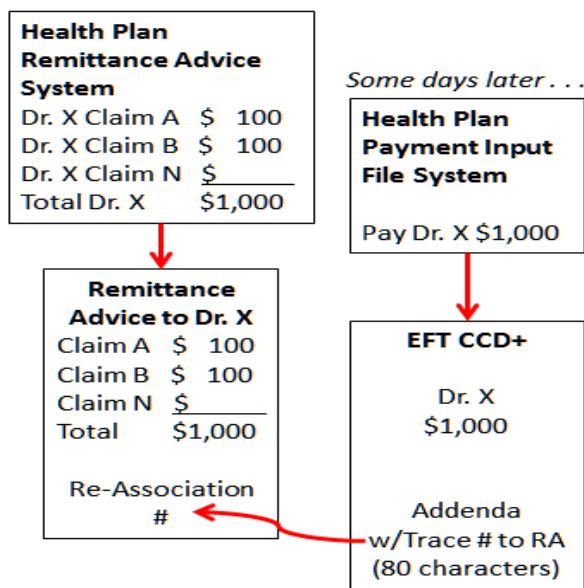 Health Plan
Remittance Advice
System
Dr. X Claim A $ 100
Dr. X Claim B $ 100
Dr. X Claim N $
Total Dr. X $1,000
Remittance
Advice to Dr. X
Claim A $ 100
Claim B $ 100
Claim N $
Total $1,000
Re-Association
#
Some days later . . .
Health Plan
Payment Input
File System
Pay Dr. X $1,000
EFT CCD+
Dr. X
$1,000
Addenda
w/Trace # to RA
(80 characters)